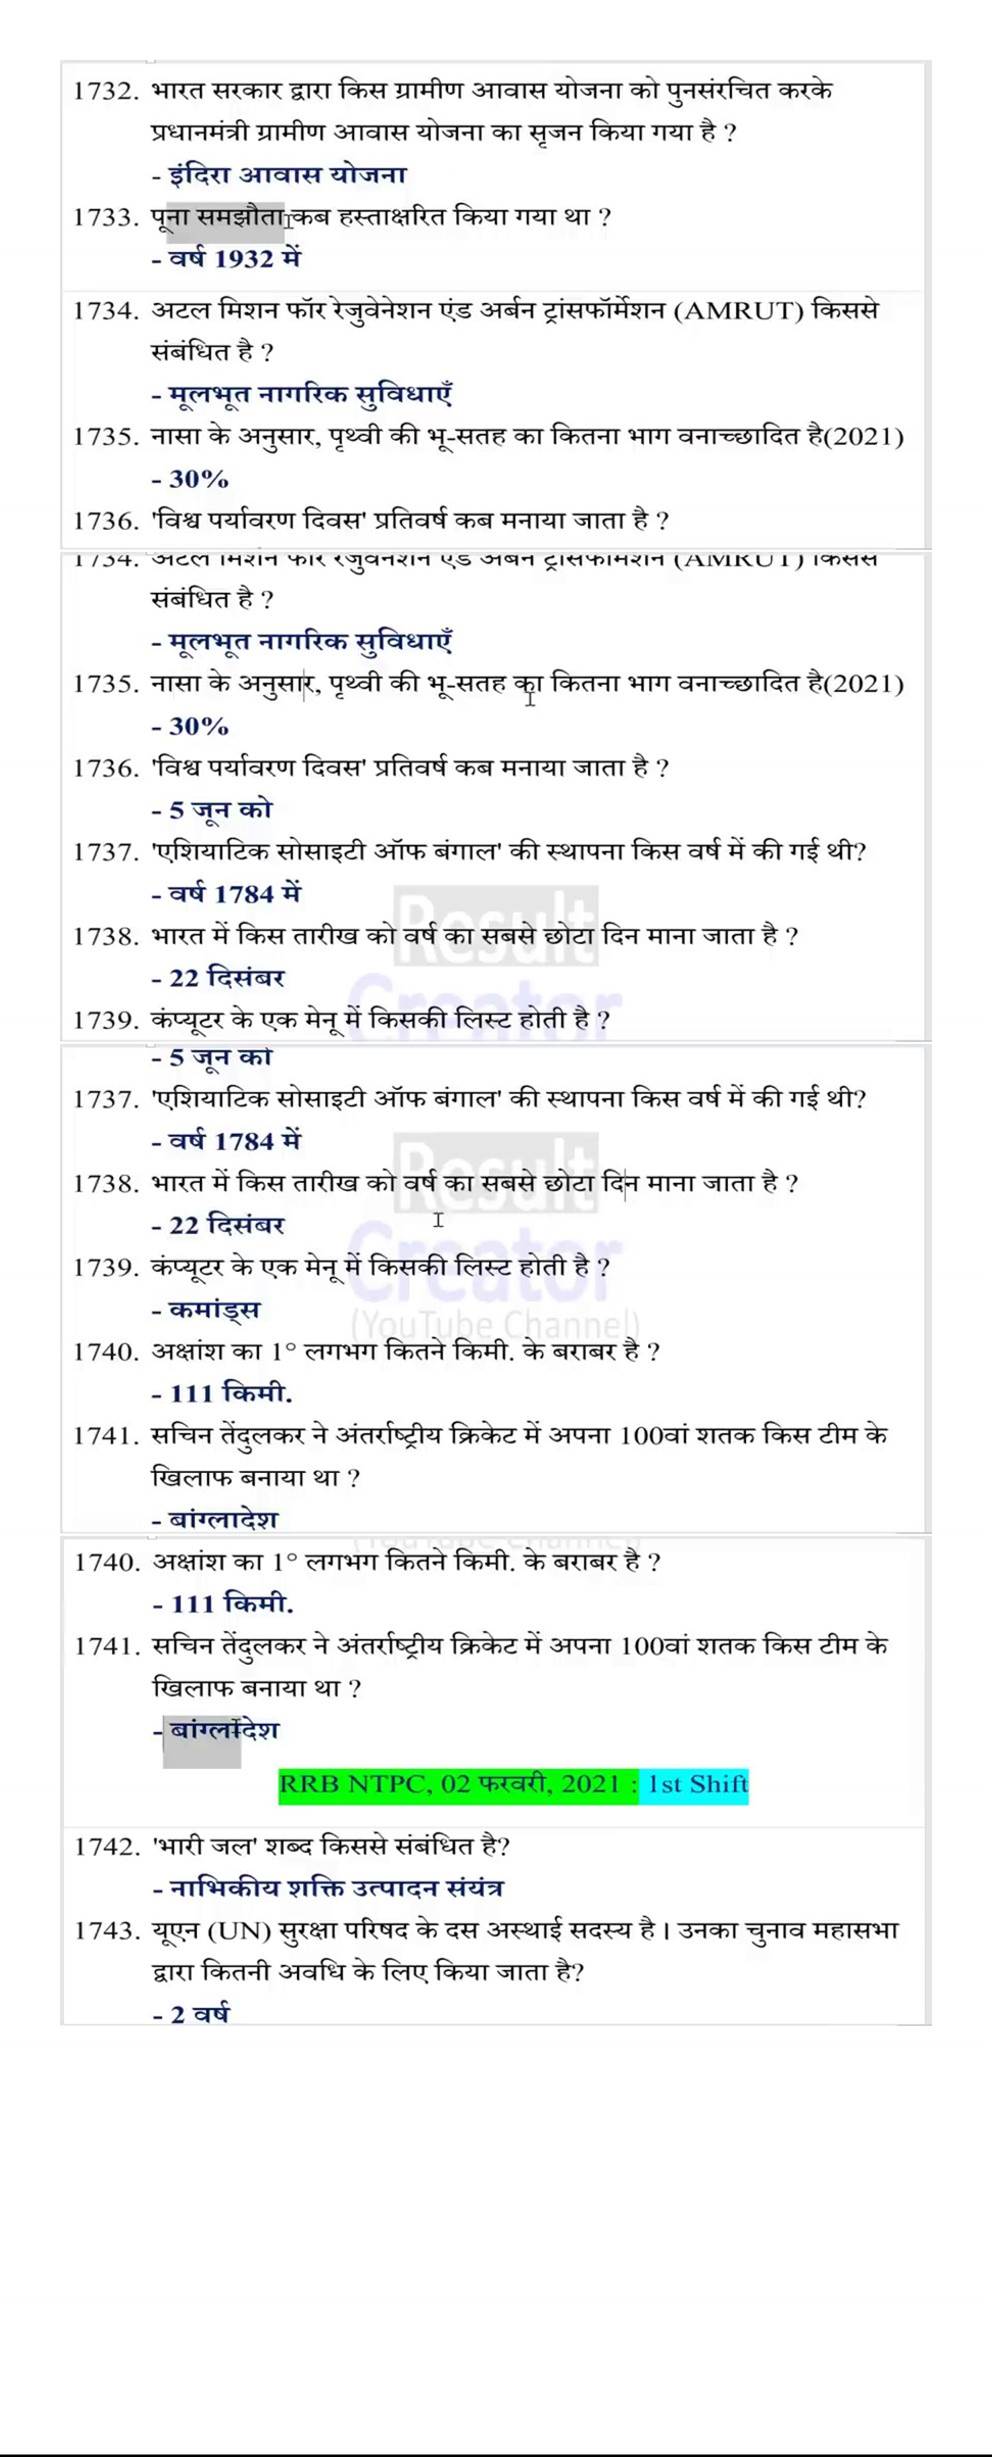 1732. भारत सरकार द्वारा किस ग्रामीण आवास योजना को पुनसंरचित करके
प्रधानमंत्री ग्रामीण आवास योजना का सृजन किया गया है ?
- इंदिरा आवास योजना
1733. पूना समझौता कब हस्ताक्षरित किया गया था ?
- वर्ष 1932 में
1734. अटल मिशन फॉर रेजुवेनेशन एंड अर्बन ट्रांसफॉर्मेशन (AMRUT) किससे
संबंधित है ?
- मूलभूत नागरिक सुविधाएँ
1735. नासा के अनुसार, पृथ्वी की भू-सतह का कितना भाग वनाच्छादित है(2021)
- 30%
1736. 'विश्व पर्यावरण दिवस' प्रतिवर्ष कब मनाया जाता है ?
1734. अटल मिशन फॉर रेजुवेनेशन एंड अर्बन ट्रांसफॉर्मेशन (AMRUT) किससे
संबंधित है ?
- मूलभूत नागरिक सुविधाएँ
1735. नासा के अनुसार, पृथ्वी की भू-सतह का कितना भाग वनाच्छादित है(2021)
- 30%
1736. 'विश्व पर्यावरण दिवस' प्रतिवर्ष कब मनाया जाता है ?
- 5 जून को
1737. 'एशियाटिक सोसाइटी ऑफ बंगाल' की स्थापना किस वर्ष में की गई थी?
- वर्ष 1784 में
Result
1738. भारत में किस तारीख को वर्ष का सबसे छोटा दिन माना जाता है ?
- 22 दिसंबर
Creator
1739. कंप्यूटर के एक मेनू में किसकी लिस्ट होती है ?
- 5 जून को
1737. 'एशियाटिक सोसाइटी ऑफ बंगाल' की स्थापना किस वर्ष में की गई थी?
- वर्ष 1784 में
Result
1738. भारत में किस तारीख को वर्ष का सबसे छोटा दिन माना जाता है ?
- 22 दिसंबर
Creator
1739. कंप्यूटर के एक मेनू में किसकी लिस्ट होती है ?
- कमांड्स
(YouTube Channel)
1740. अक्षांश का 1° लगभग कितने किमी. के बराबर है ?
- 111 किमी.
1741. सचिन तेंदुलकर ने अंतर्राष्ट्रीय क्रिकेट में अपना 100वां शतक किस टीम के
खिलाफ बनाया था ?
- बांग्लादेश
(YouTube Channel)
1740. अक्षांश का 1° लगभग कितने किमी. के बराबर है ?
- 111 किमी.
1741. सचिन तेंदुलकर ने अंतर्राष्ट्रीय क्रिकेट में अपना 100वां शतक किस टीम के
खिलाफ बनाया था ?
- बांग्लादेश
RRB NTPC, 02 फरवरी, 2021 : 1st Shift
1742. 'भारी जल' शब्द किससे संबंधित है?
- नाभिकीय शक्ति उत्पादन संयंत्र
1743. यूएन (UN) सुरक्षा परिषद के दस अस्थाई सदस्य है। उनका चुनाव महासभा
द्वारा कितनी अवधि के लिए किया जाता है?
- 2 वर्ष